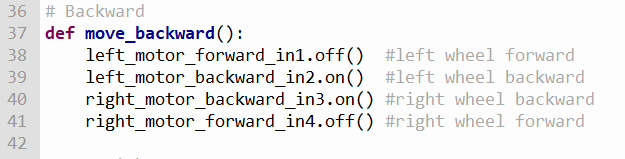 36 # Backward
37 def move_backward():
38     left_motor_forward_in1.off()  #left wheel forward
39     left_motor_backward_in2.on()  #left wheel backward
40     right_motor_backward_in3.on() #right wheel backward
41     right_motor_forward_in4.off() #right wheel forward
42